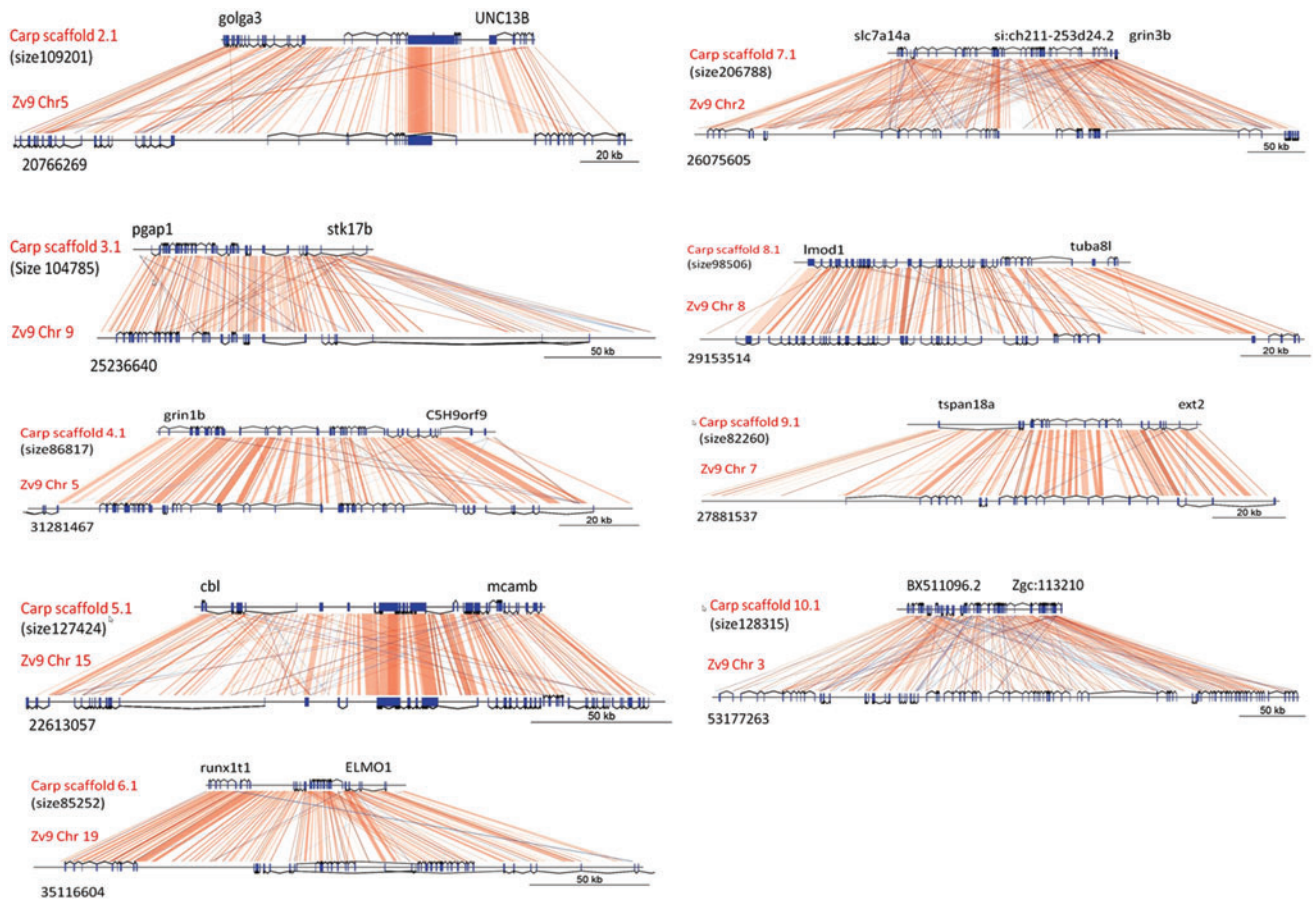 golga3 UNC13B
Carp scaffold 2.1
(size109201)
Zv9 Chr5
20766269
20 kb
pgap1 stk17b
Carp scaffold 3.1
(Size 104785)
Zv9 Chr 9
25236640
50 kb
grin1b C5H9orf9
Carp scaffold 4.1
(size86817)
Zv9 Chr 5
31281467
20 kb
cbl mcamb
Carp scaffold 5.1
(size127424)
Zv9 Chr 15
22613057
50 kb
runx1t1 ELMO1
Carp scaffold 6.1
(size85252)
Zv9 Chr 19
35116604
50 kb
slc7a14a si:ch211-253d24.2 grin3b
Carp scaffold 7.1
(size206788)
Zv9 Chr2
26075605
50 kb
lmod1 tuba8l
Carp scaffold 8.1
(size98506)
Zv9 Chr 8
29153514
20 kb
tspan18a ext2
Carp scaffold 9.1
(size82260)
Zv9 Chr 7
27881537
20 kb
BX511096.2 Zgc:113210
Carp scaffold 10.1
(size128315)
Zv9 Chr 3
53177263
50 kb